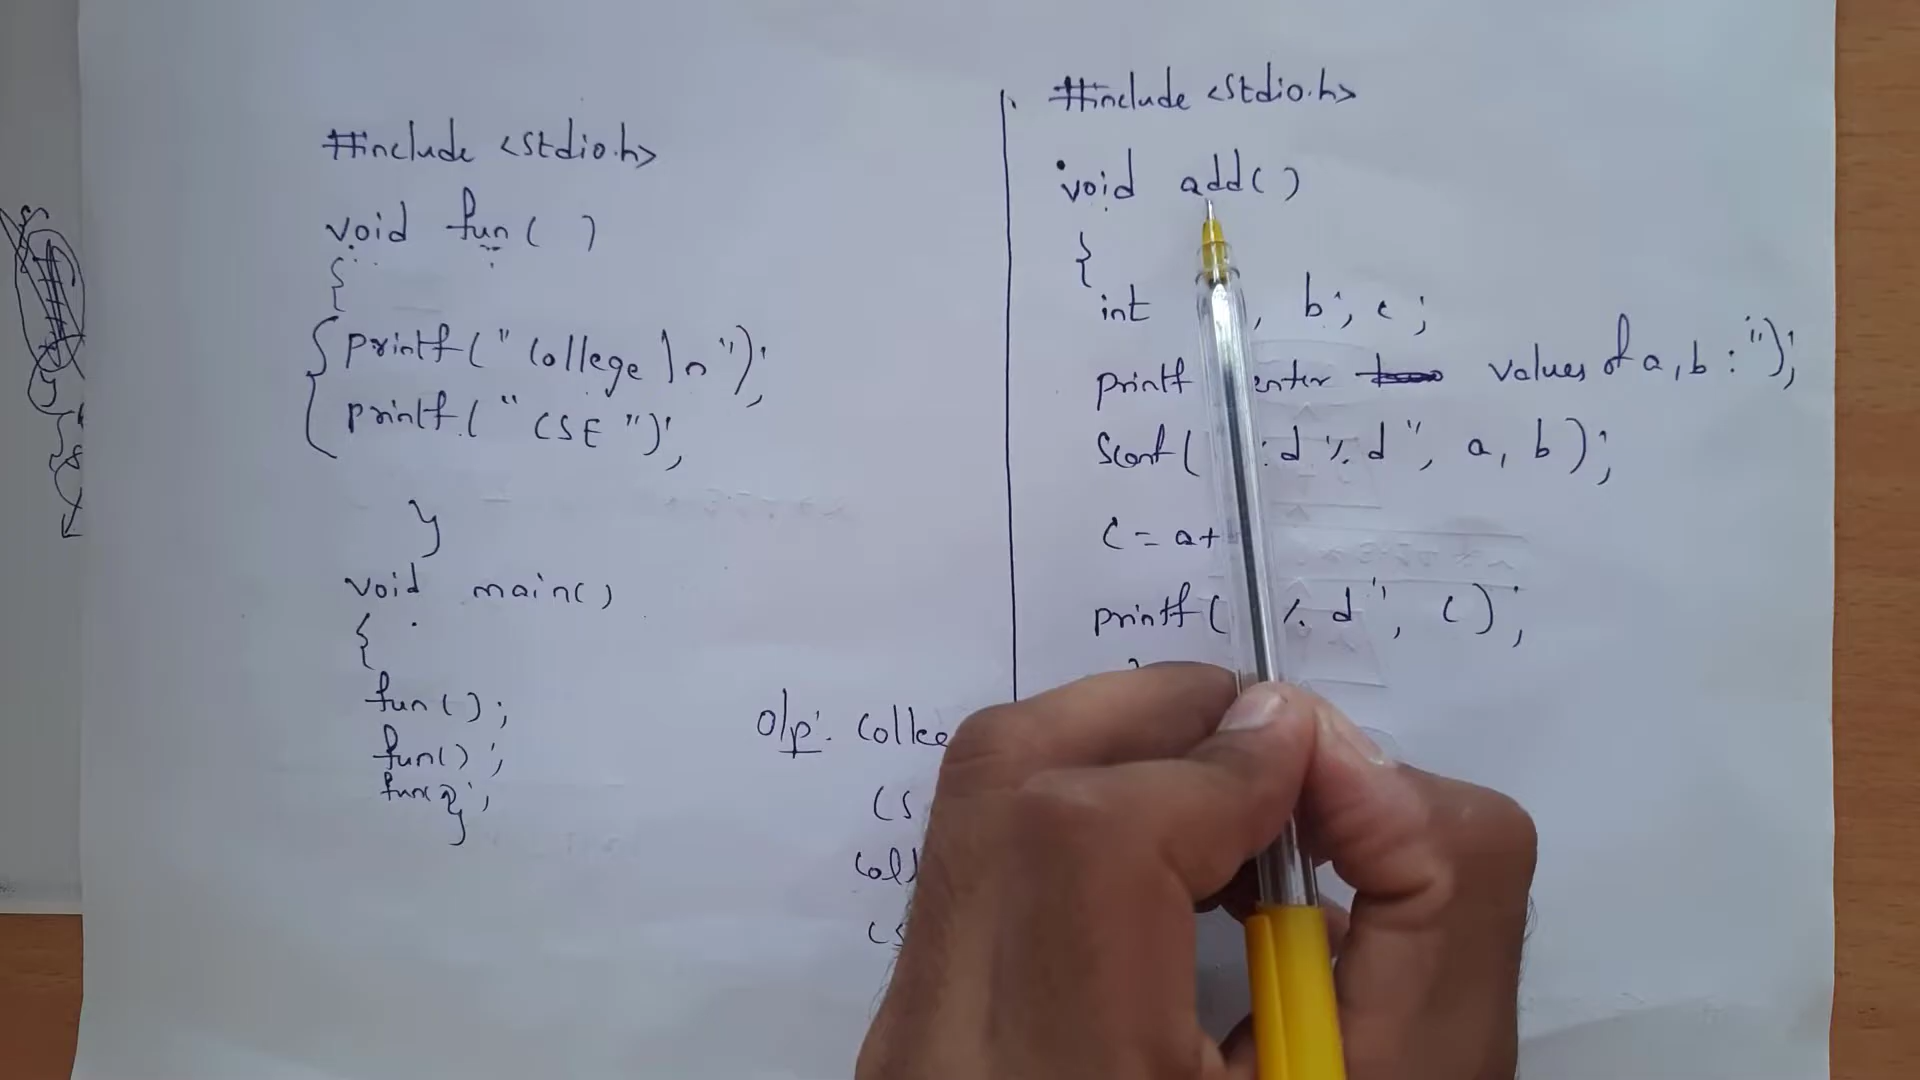 #include <stdio.h>
void fun( )
{
printf(" College \n");
printf(" CSE ");
}
void main()
{
fun();
fun();
fun();
}
o/p:
#include <stdio.h>
void add( )
{
int , b, c;
printf enter values of a, b : ");
Scanf( d %d", a, b);
c = a+
printf( %d", c);